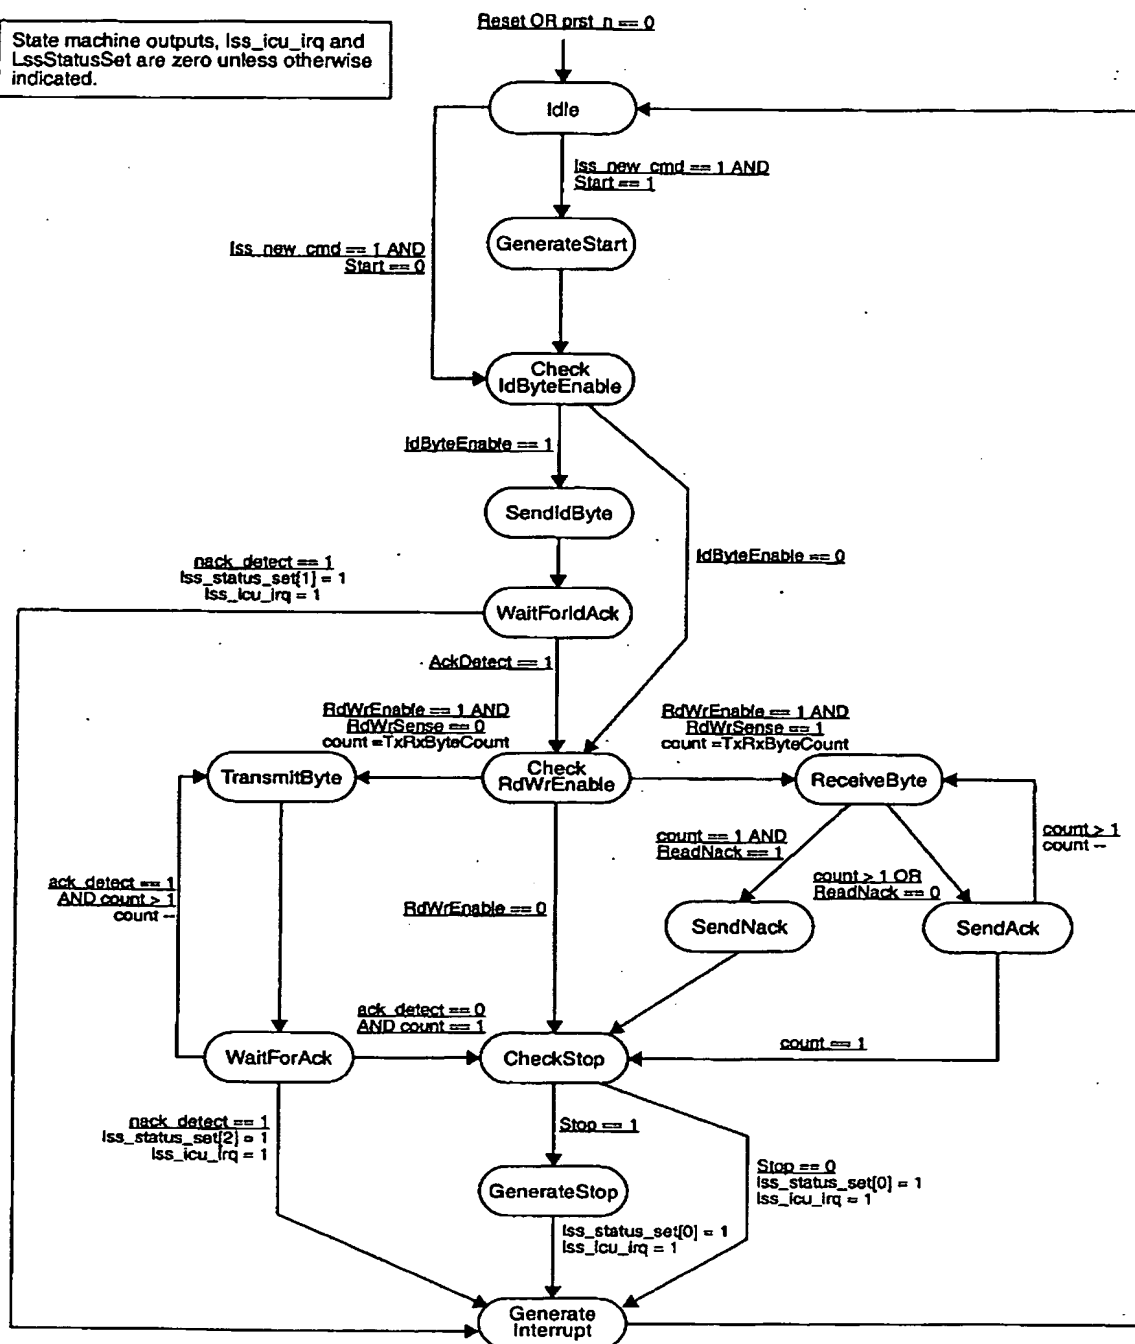 Reset OR prst_n == 0
State machine outputs, lss_icu_irq and
LssStatusSet are zero unless otherwise
indicated.
Idle
lss_new_cmd == 1 AND
Start == 1
GenerateStart
lss_new_cmd == 1 AND
Start == 0
Check
IdByteEnable
IdByteEnable == 1
SendIdByte
IdByteEnable == 0
nack_detect == 1
lss_status_set[1] = 1
lss_icu_irq = 1
WaitForIdAck
AckDetect == 1
RdWrEnable == 1 AND
RdWrSense == 0
count =TxRxByteCount
RdWrEnable == 1 AND
RdWrSense == 1
count =TxRxByteCount
TransmitByte
Check
RdWrEnable
ReceiveByte
count == 1 AND
ReadNack == 1
count > 1
count --
ack_detect == 1
AND count > 1
count --
count > 1 OR
ReadNack == 0
RdWrEnable == 0
SendNack
SendAck
ack_detect == 0
AND count == 1
WaitForAck
CheckStop
count == 1
nack_detect == 1
lss_status_set[2] = 1
lss_icu_irq = 1
Stop == 1
Stop == 0
lss_status_set[0] = 1
lss_icu_irq = 1
GenerateStop
lss_status_set[0] = 1
lss_icu_irq = 1
Generate
Interrupt